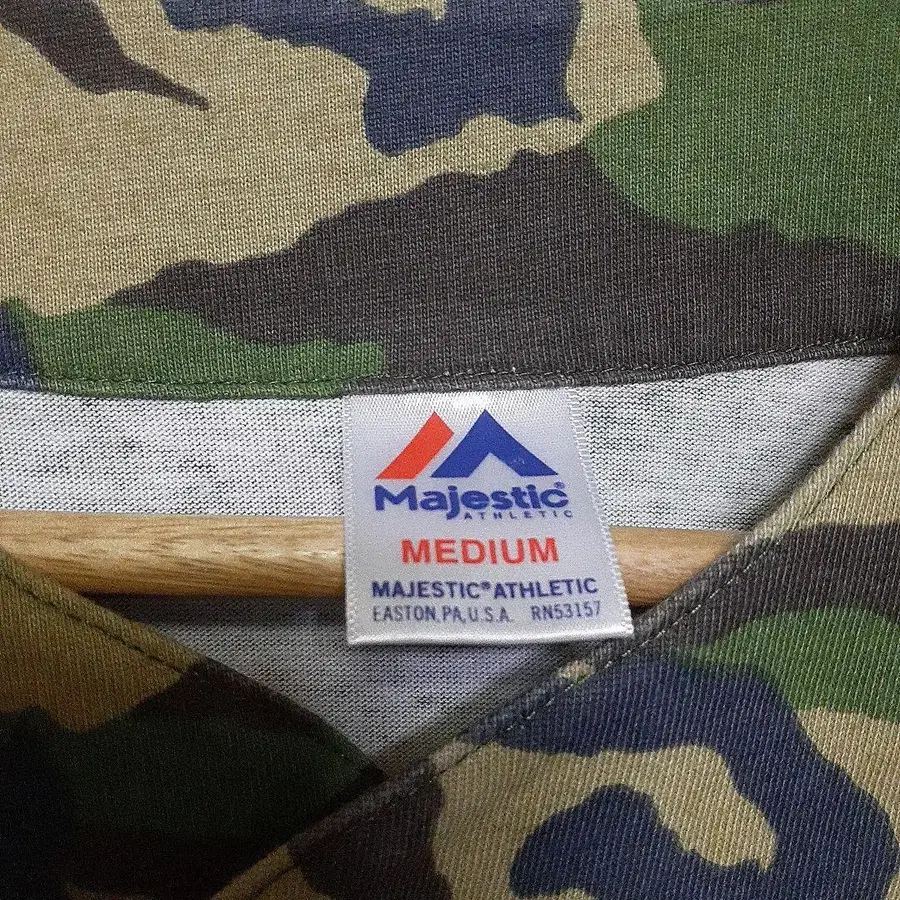 Majestic®
ATHLETIC
MEDIUM
MAJESTIC® ATHLETIC
EASTON, PA, U.S.A. RN53157